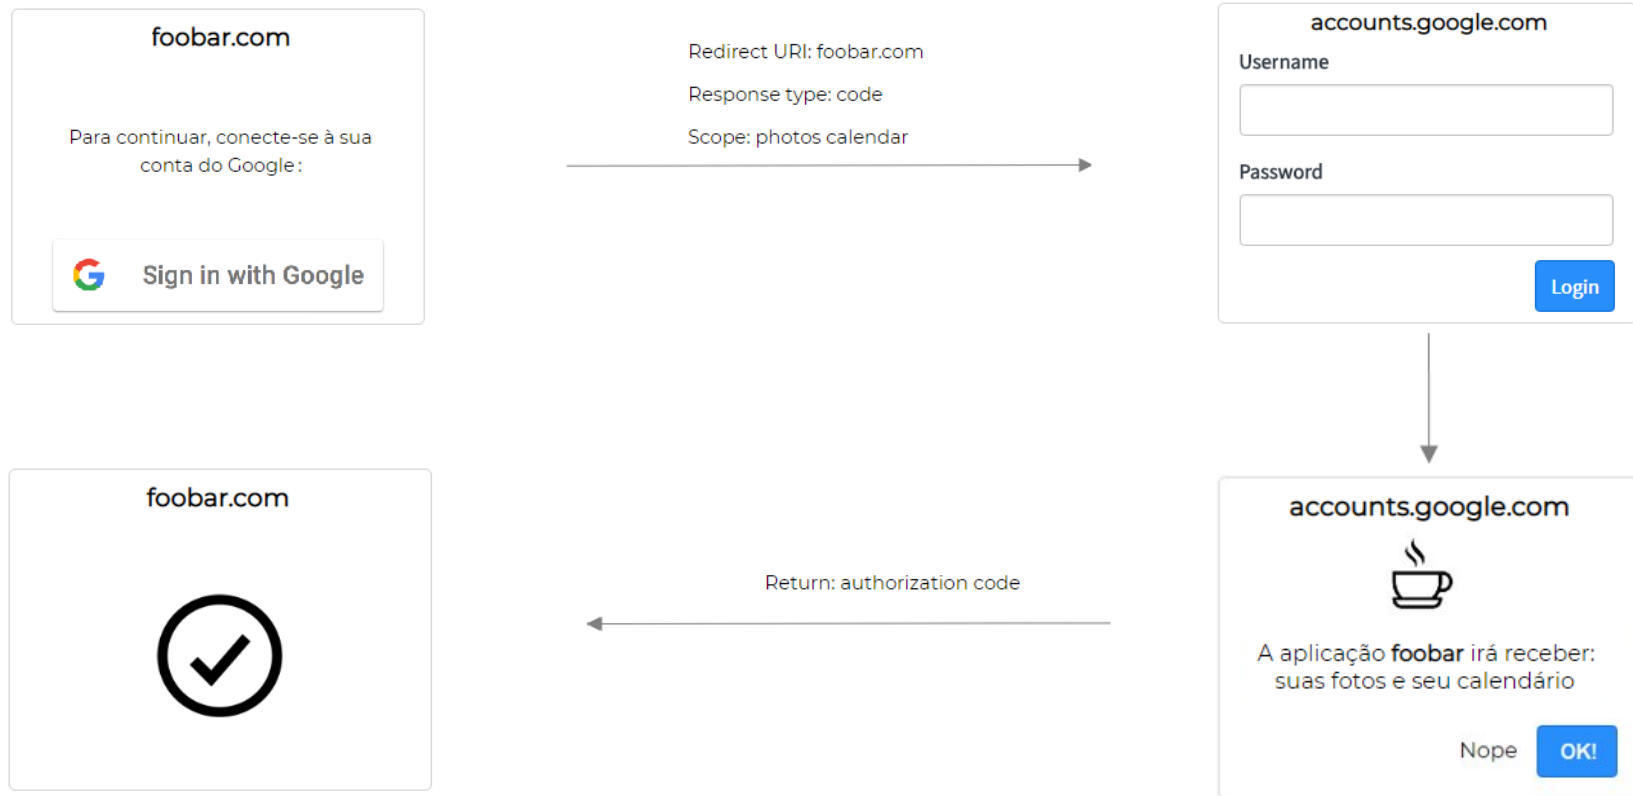 foobar.com
Para continuar, conecte-se à sua
conta do Google:
Sign in with Google
Redirect URI: foobar.com
Response type: code
Scope: photos calendar
accounts.google.com
Username
Password
Login
accounts.google.com
A aplicação foobar irá receber:
suas fotos e seu calendário
Nope
OK!
Return: authorization code
foobar.com